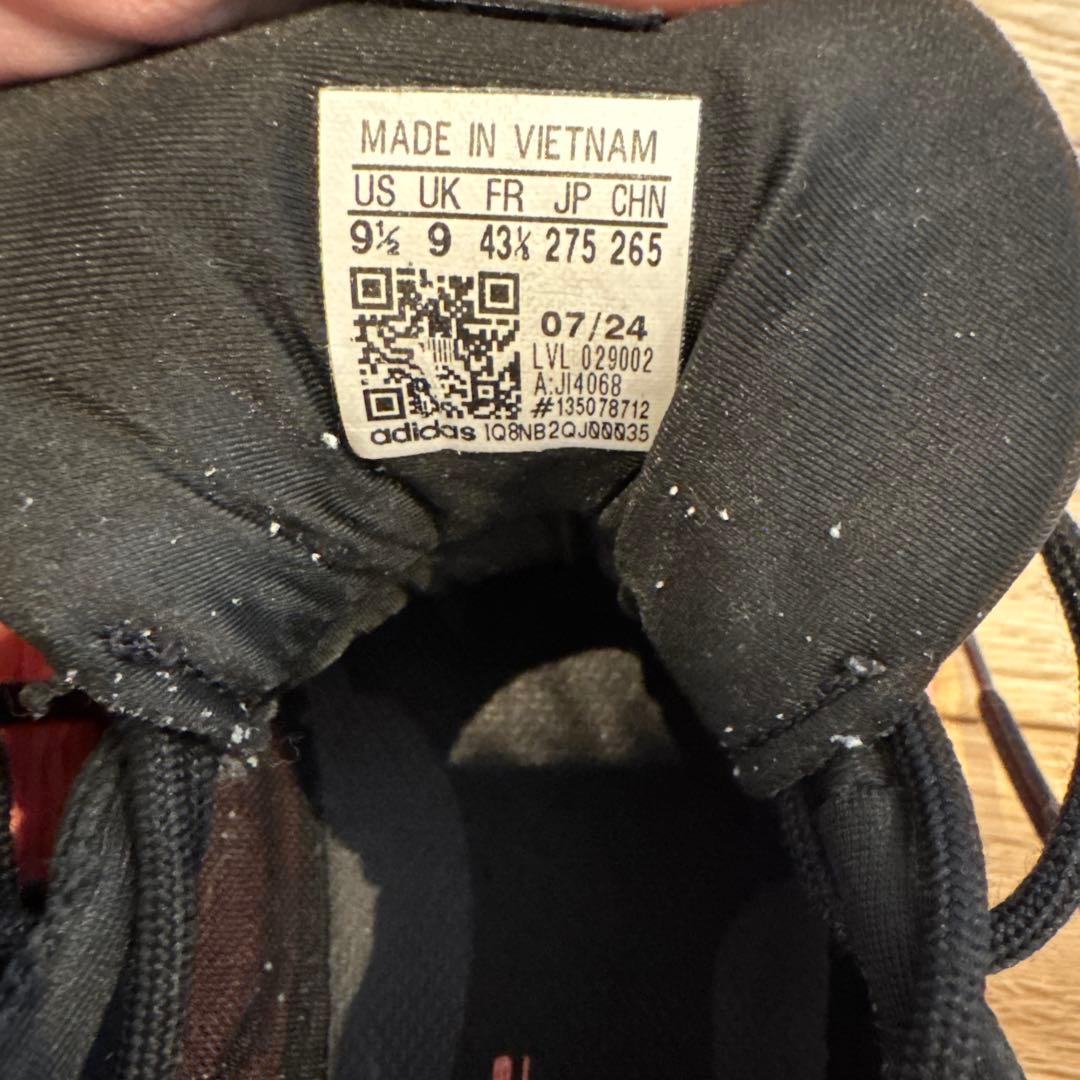 MADE IN VIETNAM
US UK FR JP CHN
9½ 9 43⅓ 275 265
07/24
LVL 029002
A:JI4068
#135078712
adidas 1Q8NB2QJ00035